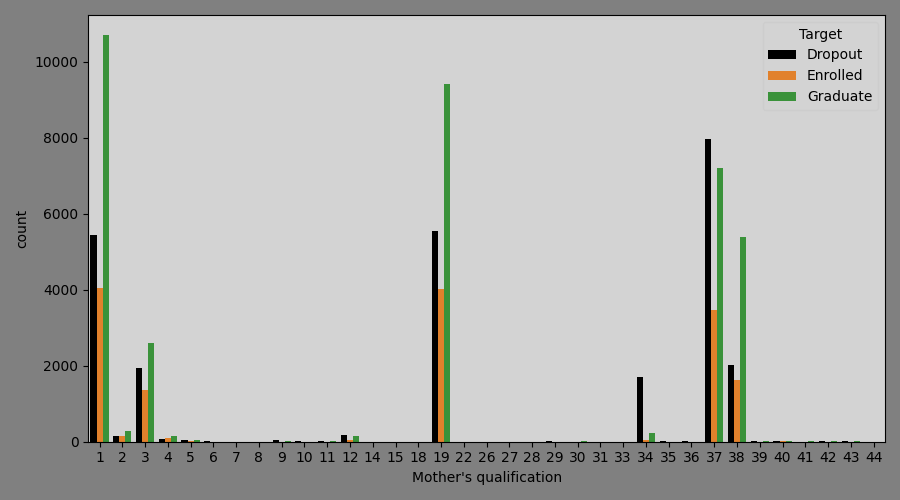 Target
Dropout
Enrolled
Graduate
10000
8000
6000
4000
2000
0
count
1 2 3 4 5 6 7 8 9 10 11 12 14 15 18 19 22 26 27 28 29 30 31 33 34 35 36 37 38 39 40 41 42 43 44
Mother's qualification